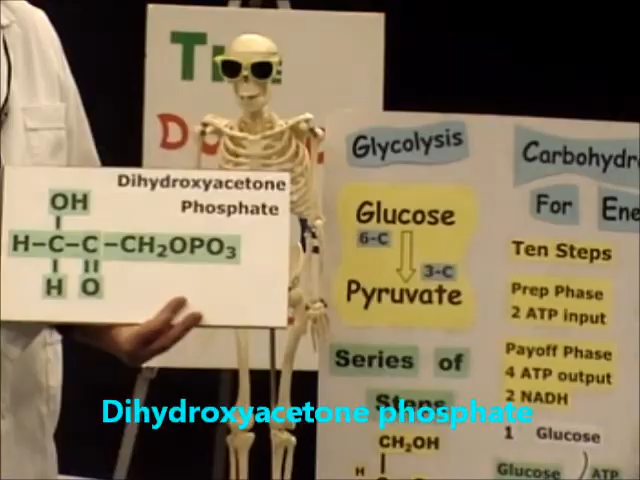 Dihydroxyacetone
Phosphate
OH
H-C-C-CH₂OPO₃
H O
Glycolysis
Glucose
6-C
3-C
Pyruvate
Series of
Steps
CH₂OH
H C
For
Ten Steps
Prep Phase
2 ATP input
Payoff Phase
4 ATP output
2 NADH
1 Glucose
Glucose ATP
Dihydroxyacetone phosphate